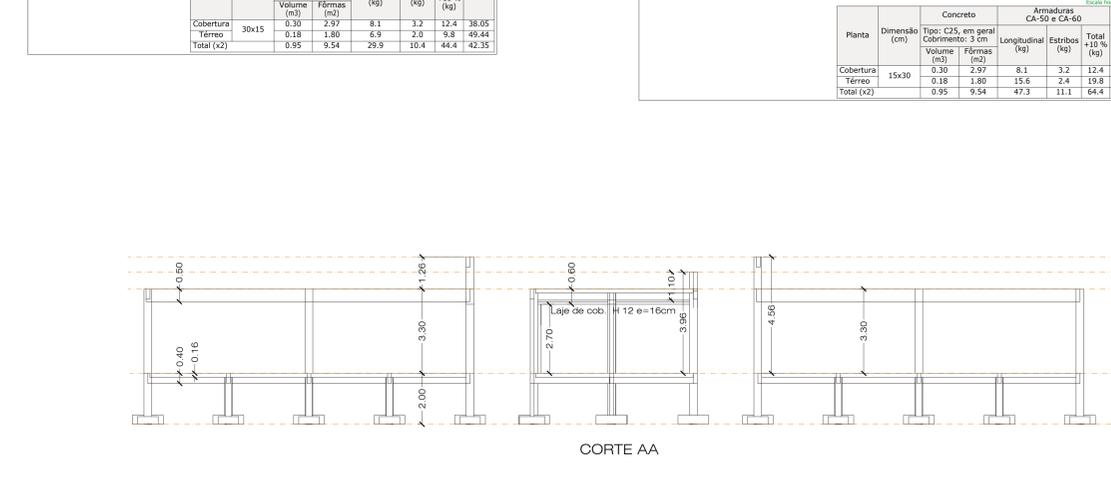 (kg)
(kg)
Volume (m3) Fôrmas (m2)
Cobertura 30x15 0.30 2.97 8.1 3.2 12.4 38.05
Térreo 0.18 1.80 6.9 2.0 9.8 49.44
Total (x2) 0.95 9.54 29.9 10.4 44.4 42.35
Concreto Armaduras CA-50 e CA-60
Planta Dimensão (cm) Tipo: C25, em geral Cobrimento: 3 cm Longitudinal (kg) Estribos (kg) Total +10 % (kg)
Volume (m3) Fôrmas (m2)
Cobertura 15x30 0.30 2.97 8.1 3.2 12.4
Térreo 0.18 1.80 15.6 2.4 19.8
Total (x2) 0.95 9.54 47.3 11.1 64.4
0.50
1.26
3.30
0.40
0.16
2.00
0.60
1.10
Laje de cob. H 12 e=16cm
2.70
3.96
4.56
3.30
CORTE AA